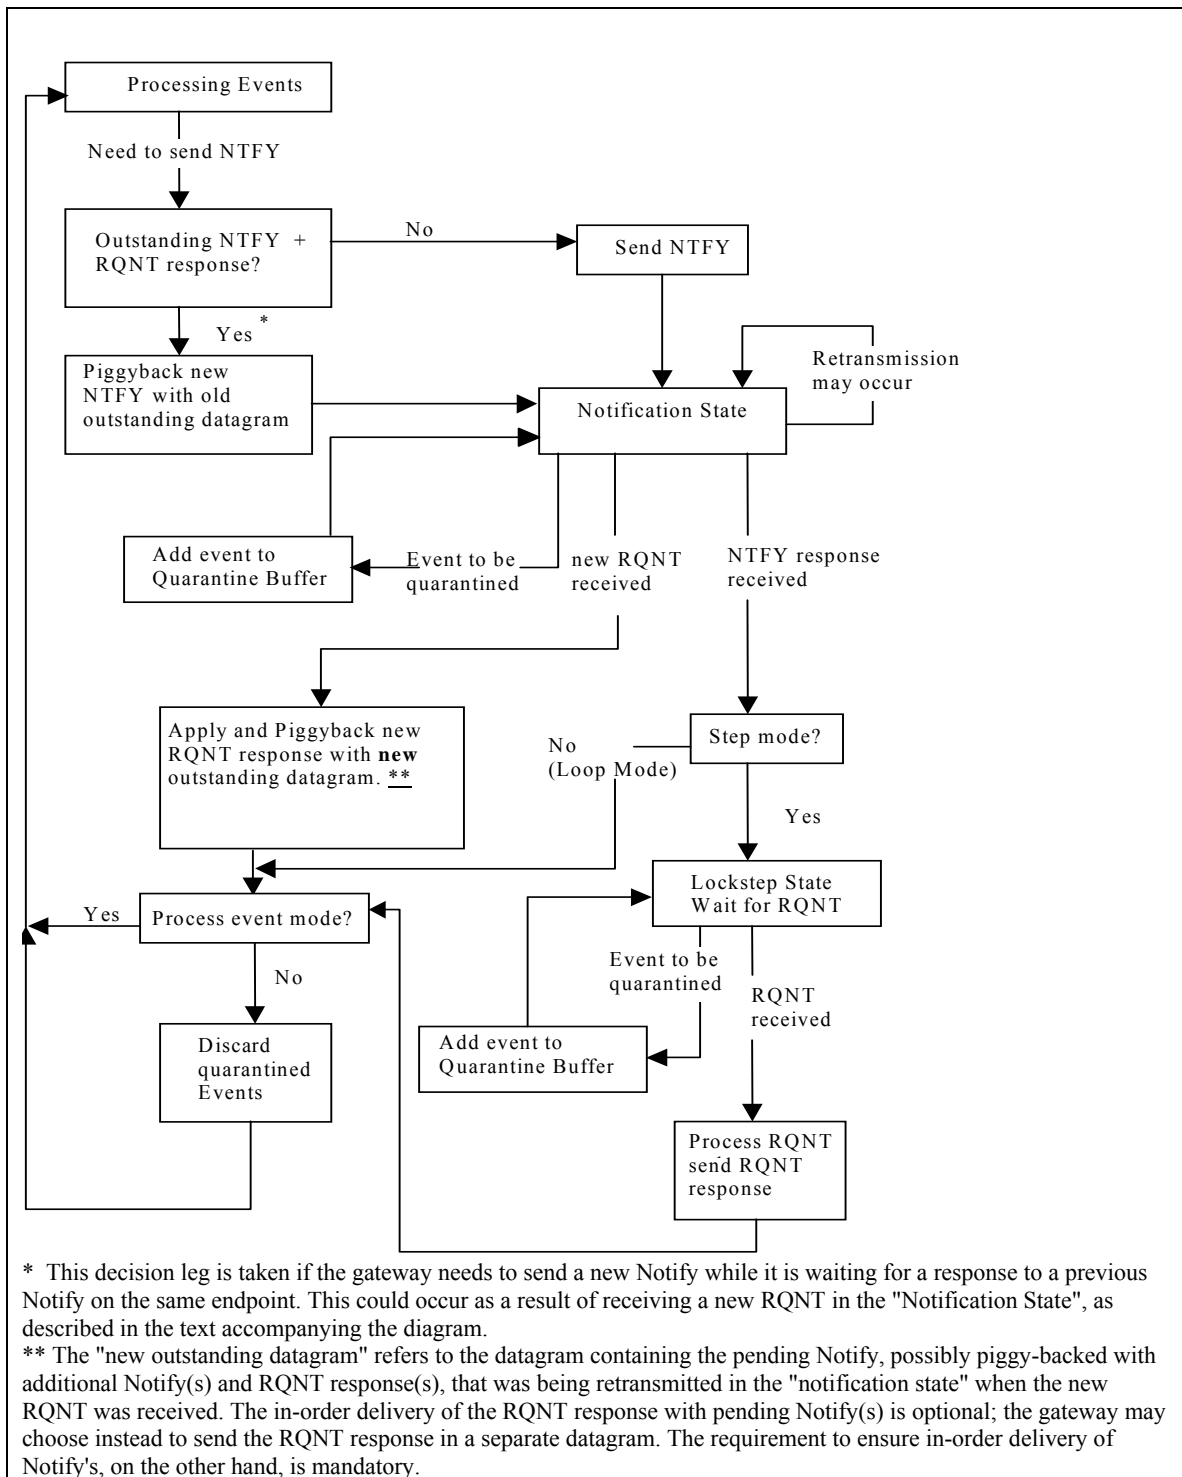 Processing Events
Need to send NTFY
Outstanding NTFY +
RQNT response?
No
Send NTFY
Yes *
Piggyback new
NTFY with old
outstanding datagram
Notification State
Retransmission
may occur
Add event to
Quarantine Buffer
Event to be
quarantined
new RQNT
received
NTFY response
received
Apply and Piggyback new
RQNT response with new
outstanding datagram. **
No
(Loop Mode)
Step mode?
Yes
Lockstep State
Wait for RQNT
Yes
Process event mode?
No
Event to be
quarantined
RQNT
received
Discard
quarantined
Events
Add event to
Quarantine Buffer
Process RQNT
send RQNT
response
* This decision leg is taken if the gateway needs to send a new Notify while it is waiting for a response to a previous
Notify on the same endpoint. This could occur as a result of receiving a new RQNT in the "Notification State", as
described in the text accompanying the diagram.
** The "new outstanding datagram" refers to the datagram containing the pending Notify, possibly piggy-backed with
additional Notify(s) and RQNT response(s), that was being retransmitted in the "notification state" when the new
RQNT was received. The in-order delivery of the RQNT response with pending Notify(s) is optional; the gateway may
choose instead to send the RQNT response in a separate datagram. The requirement to ensure in-order delivery of
Notify's, on the other hand, is mandatory.